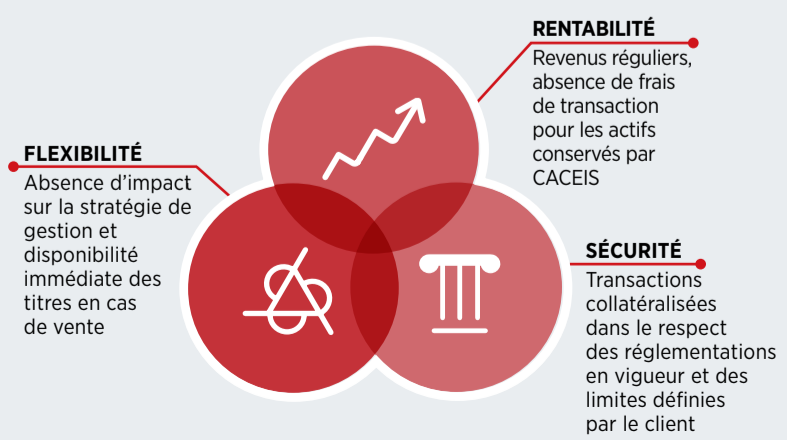 RENTABILITÉ
Revenus réguliers,
absence de frais
de transaction
pour les actifs
conservés par
CACEIS
FLEXIBILITÉ
Absence d'impact
sur la stratégie de
gestion et
disponibilité
immédiate des
titres en cas
de vente
SÉCURITÉ
Transactions
collatéralisées
dans le respect
des réglementations
en vigueur et des
limites définies
par le client